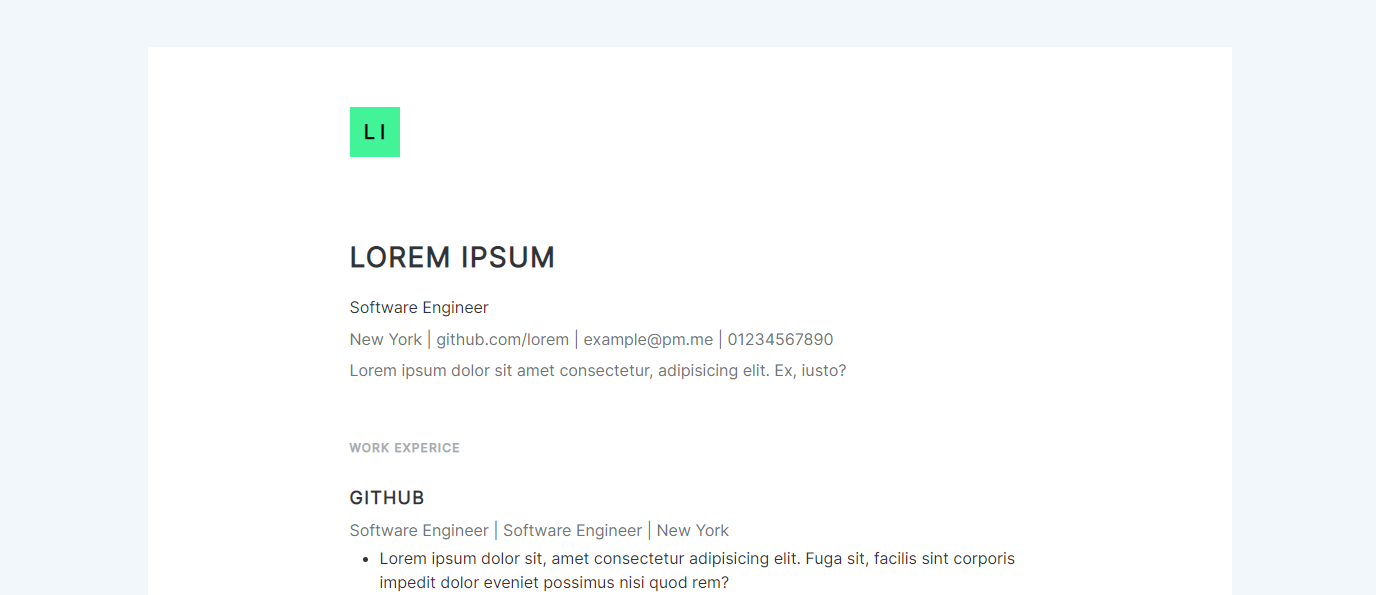 LI
LOREM IPSUM
Software Engineer
New York | github.com/lorem | example@pm.me | 01234567890
Lorem ipsum dolor sit amet consectetur, adipisicing elit. Ex, iusto?
WORK EXPERICE
GITHUB
Software Engineer | Software Engineer | New York
• Lorem ipsum dolor sit, amet consectetur adipisicing elit. Fuga sit, facilis sint corporis
impedit dolor eveniet possimus nisi quod rem?